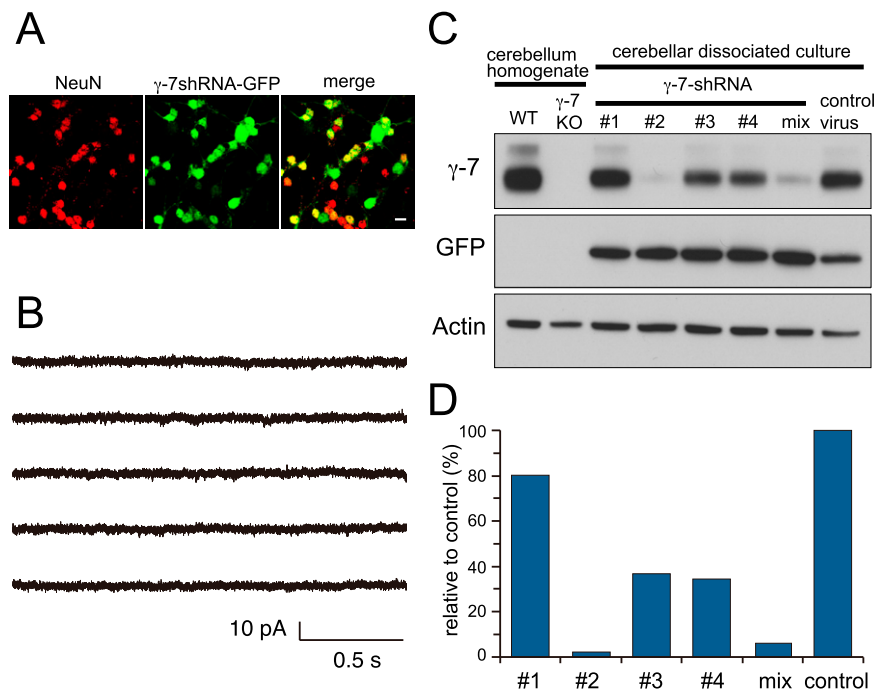 A
NeuN γ-7shRNA-GFP merge
B
10 pA
0.5 s
C
cerebellum homogenate
cerebellar dissociated culture
γ-7-shRNA
WT γ-7 KO #1 #2 #3 #4 mix control virus
γ-7
GFP
Actin
D
relative to control (%)
100
80
60
40
20
0
#1 #2 #3 #4 mix control